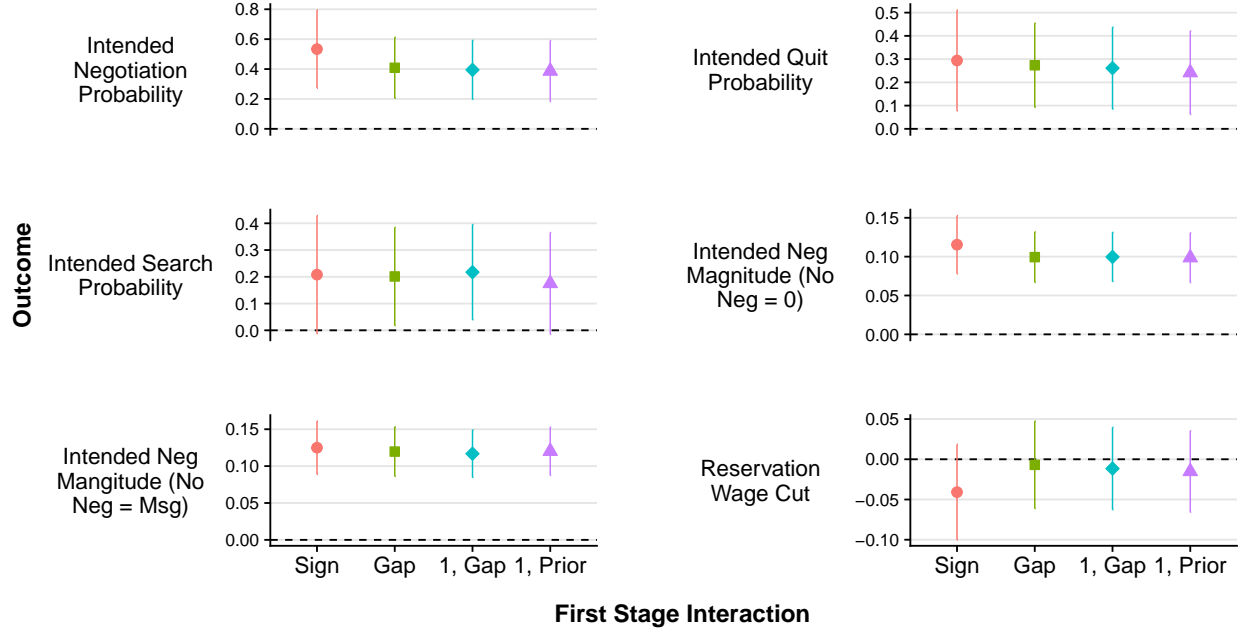 Outcome
Intended
Negotiation
Probability
0.8
0.6
0.4
0.2
0.0
Intended Quit
Probability
0.5
0.4
0.3
0.2
0.1
0.0
Intended Search
Probability
0.4
0.3
0.2
0.1
0.0
Intended Neg
Magnitude (No
Neg = 0)
0.15
0.10
0.05
0.00
Intended Neg
Mangitude (No
Neg = Msg)
0.15
0.10
0.05
0.00
Sign Gap 1, Gap 1, Prior
Reservation
Wage Cut
0.05
0.00
−0.05
−0.10
Sign Gap 1, Gap 1, Prior
First Stage Interaction